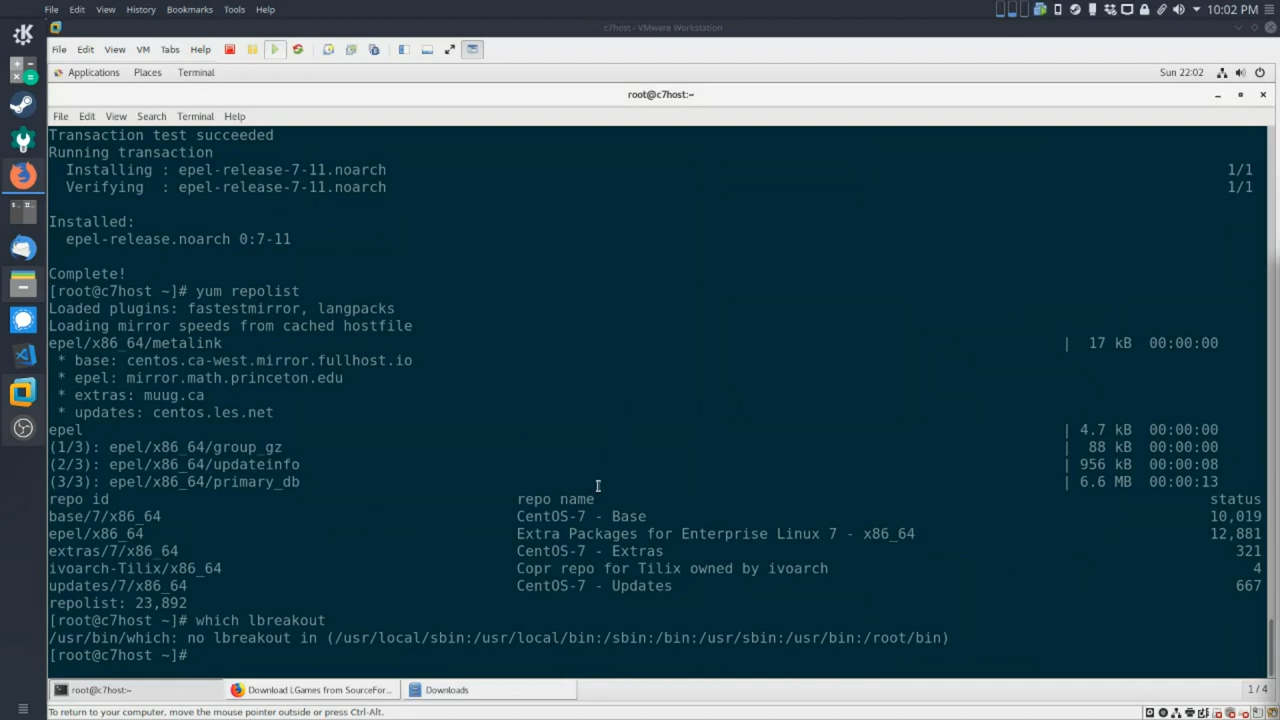 File Edit View History Bookmarks Tools Help 10:02 PM
c7host - VMware Workstation
File Edit View VM Tabs Help
Applications Places Terminal Sun 22:02
root@c7host:~
File Edit View Search Terminal Help
Transaction test succeeded
Running transaction
Installing : epel-release-7-11.noarch 1/1
Verifying : epel-release-7-11.noarch 1/1
Installed:
epel-release.noarch 0:7-11
Complete!
[root@c7host ~]# yum repolist
Loaded plugins: fastestmirror, langpacks
Loading mirror speeds from cached hostfile
epel/x86_64/metalink | 17 kB 00:00:00
* base: centos.ca-west.mirror.fullhost.io
* epel: mirror.math.princeton.edu
* extras: muug.ca
* updates: centos.les.net
epel | 4.7 kB 00:00:00
(1/3): epel/x86_64/group_gz | 88 kB 00:00:00
(2/3): epel/x86_64/updateinfo | 956 kB 00:00:08
(3/3): epel/x86_64/primary_db | 6.6 MB 00:00:13
repo id repo name status
base/7/x86_64 CentOS-7 - Base 10,019
epel/x86_64 Extra Packages for Enterprise Linux 7 - x86_64 12,881
extras/7/x86_64 CentOS-7 - Extras 321
ivoarch-Tilix/x86_64 Copr repo for Tilix owned by ivoarch 4
updates/7/x86_64 CentOS-7 - Updates 667
repolist: 23,892
[root@c7host ~]# which lbreakout
/usr/bin/which: no lbreakout in (/usr/local/sbin:/usr/local/bin:/sbin:/bin:/usr/sbin:/usr/bin:/root/bin)
[root@c7host ~]#
root@c7host:~ Download LGames from SourceFor... Downloads 1 / 4
To return to your computer, move the mouse pointer outside or press Ctrl-Alt.